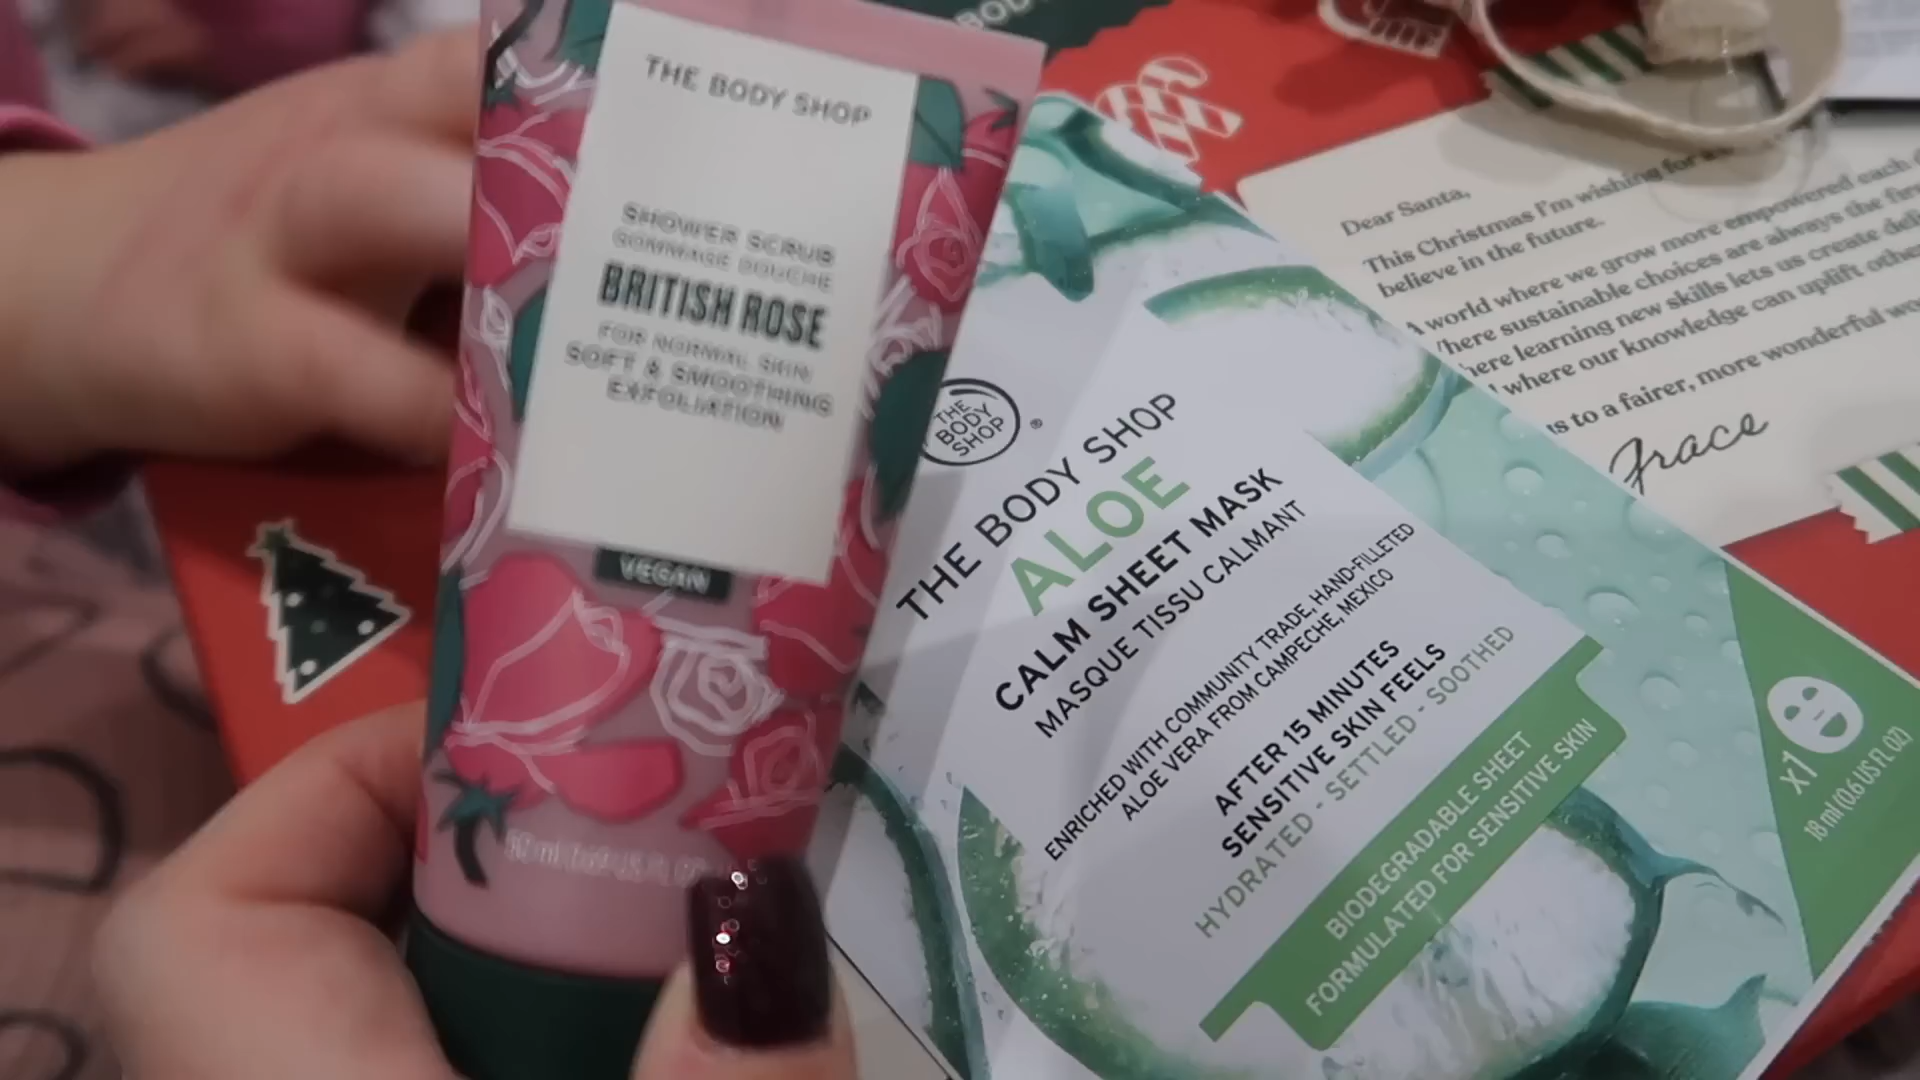 THE BODY SHOP
SHOWER SCRUB
GOMMAGE DOUCHE
BRITISH ROSE
FOR NORMAL SKIN
SOFT & SMOOTHING
EXFOLIATION
VEGAN
THE
BODY
SHOP
®
THE BODY SHOP
ALOE
CALM SHEET MASK
MASQUE TISSU CALMANT
ENRICHED WITH COMMUNITY TRADE, HAND-FILLETED
ALOE VERA FROM CAMPECHE, MEXICO
AFTER 15 MINUTES
SENSITIVE SKIN FEELS
HYDRATED - SETTLED - SOOTHED
BIODEGRADABLE SHEET
FORMULATED FOR SENSITIVE SKIN
X1
18 ml (0.6 US FL OZ)
Dear Santa,
This Christmas I'm wishing for
believe in the future.
A world where we grow more empowered each
here sustainable choices are always the
here learning new skills lets us create
where our knowledge can uplift
to a fairer, more wonderful
Grace